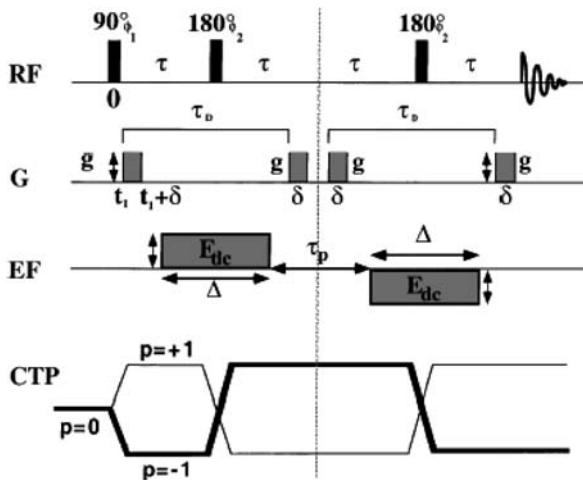 90°ϕ1 180°ϕ2 180°ϕ2
RF τ τ τ τ
0
τD τD
G g g g g
t1 t1+δ δ δ δ
EF Edc τp Δ
Δ Edc
CTP p=+1
p=0
p=-1